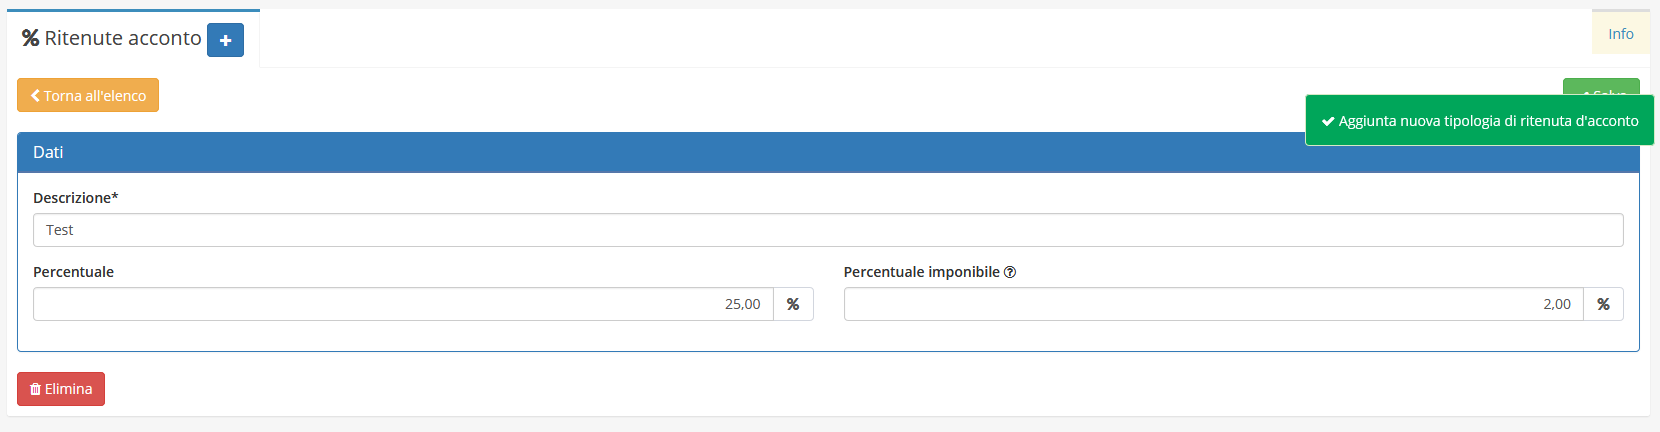 Ritenute acconto
Info
Torna all'elenco
Aggiunta nuova tipologia di ritenuta d'acconto
Dati
Descrizione*
Test
Percentuale
Percentuale imponibile
25,00 %
2,00 %
Elimina